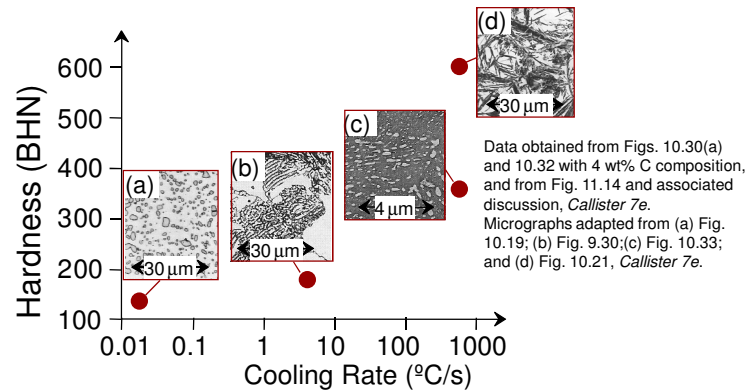 Hardness (BHN)
600
500
400
300
200
100
(a)
30 μm
(b)
30 μm
(c)
4 μm
(d)
30 μm
0.01 0.1 1 10 100 1000
Cooling Rate (ºC/s)
Data obtained from Figs. 10.30(a)
and 10.32 with 4 wt% C composition,
and from Fig. 11.14 and associated
discussion, Callister 7e.
Micrographs adapted from (a) Fig.
10.19; (b) Fig. 9.30;(c) Fig. 10.33;
and (d) Fig. 10.21, Callister 7e.